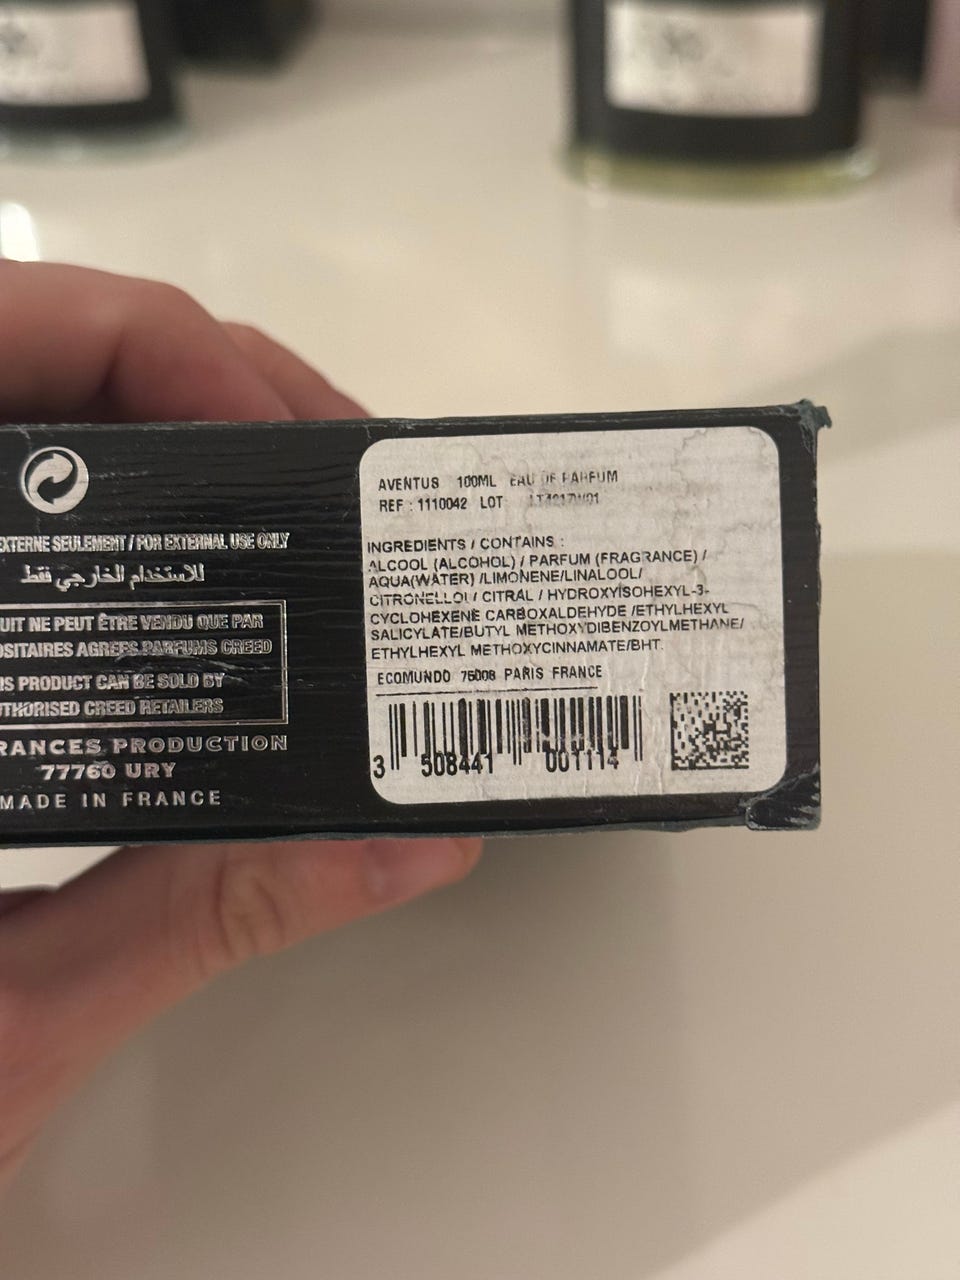 EXTERNE SEULEMENT / FOR EXTERNAL USE ONLY
للاستخدام الخارجي فقط
UIT NE PEUT ÊTRE VENDU QUE PAR
OSITAIRES AGRÉÉS PARFUMS CREED
IS PRODUCT CAN BE SOLD BY
UTHORISED CREED RETAILERS
RANCES PRODUCTION
77760 URY
MADE IN FRANCE
AVENTUS 100ML EAU DE PARFUM
REF : 1110042 LOT
INGREDIENTS / CONTAINS :
ALCOOL (ALCOHOL) / PARFUM (FRAGRANCE) /
AQUA(WATER) /LIMONENE/LINALOOL/
CITRONELLOL / CITRAL / HYDROXYISOHEXYL-3-
CYCLOHEXENE CARBOXALDEHYDE /ETHYLHEXYL
SALICYLATE/BUTYL METHOXYDIBENZOYLMETHANE/
ETHYLHEXYL METHOXYCINNAMATE/BHT.
ECOMUNDO 75008 PARIS FRANCE
3 508441 001114